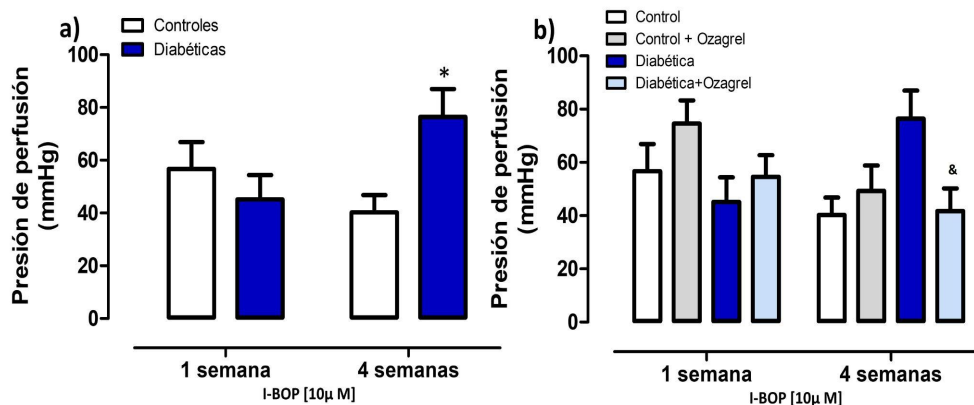 a)
Controles
Diabéticas
*
Presión de perfusión
(mmHg)
100
80
60
40
20
0
1 semana
4 semanas
I-BOP [10µ M]
b)
Control
Control + Ozagrel
Diabética
Diabética+Ozagrel
&
Presión de perfusión
(mmHg)
100
80
60
40
20
0
1 semana
4 semanas
I-BOP [10µ M]